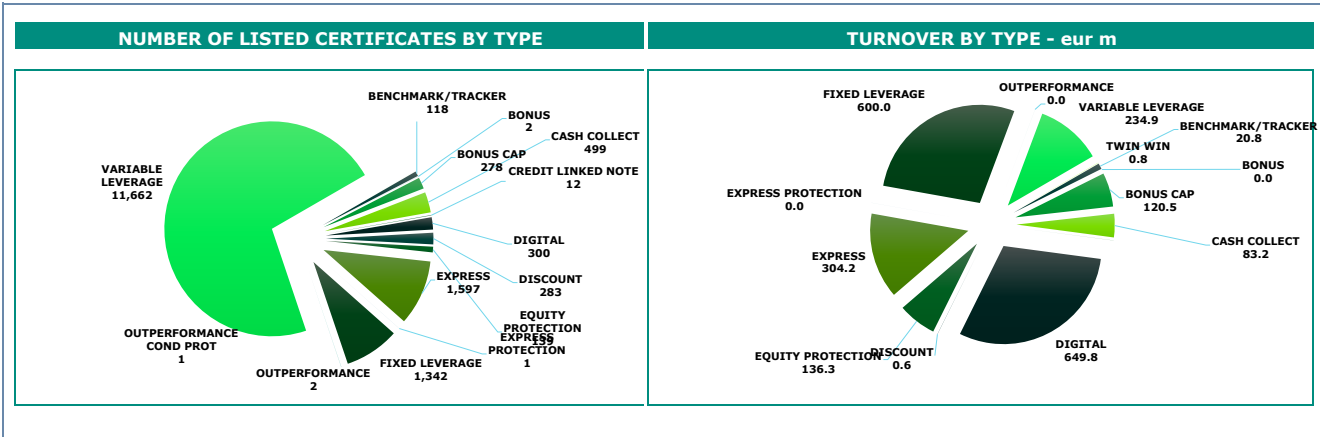 NUMBER OF LISTED CERTIFICATES BY TYPE
BENCHMARK/TRACKER
118
BONUS
2
CASH COLLECT
499
BONUS CAP
278
CREDIT LINKED NOTE
12
VARIABLE
LEVERAGE
11,662
DIGITAL
300
EXPRESS
1,597
DISCOUNT
283
EQUITY
PROTECTION
139
EXPRESS
PROTECTION
1
OUTPERFORMANCE
COND PROT
1
FIXED LEVERAGE
1,342
OUTPERFORMANCE
2
TURNOVER BY TYPE - eur m
OUTPERFORMANCE
0.0
FIXED LEVERAGE
600.0
VARIABLE LEVERAGE
234.9
BENCHMARK/TRACKER
20.8
TWIN WIN
0.8
BONUS
0.0
EXPRESS PROTECTION
0.0
BONUS CAP
120.5
CASH COLLECT
83.2
EXPRESS
304.2
DIGITAL
649.8
EQUITY PROTECTION
136.3
DISCOUNT
0.6